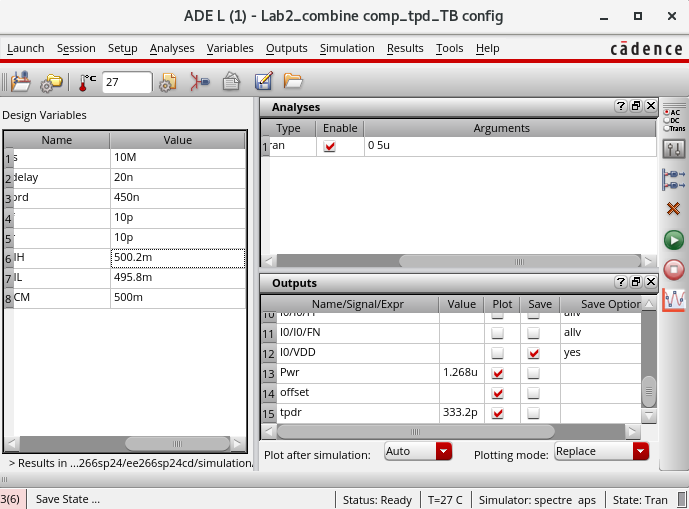 ADE L (1) - Lab2_combine comp_tpd_TB config
Launch Session Setup Analyses Variables Outputs Simulation Results Tools Help cādence
°C 27
Design Variables
Name Value
1 s 10M
2 delay 20n
3 ord 450n
4 10p
5 r 10p
6 IH 500.2m
7 IL 495.8m
8 CM 500m
> Results in ...266sp24/ee266sp24cd/simulation.
Analyses
Type Enable Arguments
1 ran 0 5u
Outputs
Name/Signal/Expr Value Plot Save Save Option
10 allv
11 I0/I0/FN allv
12 I0/VDD yes
13 Pwr 1.268u
14 offset
15 tpdr 333.2p
Plot after simulation: Auto Plotting mode: Replace
AC
DC
Trans
3(6) Save State ... Status: Ready T=27 C Simulator: spectre aps State: Tran